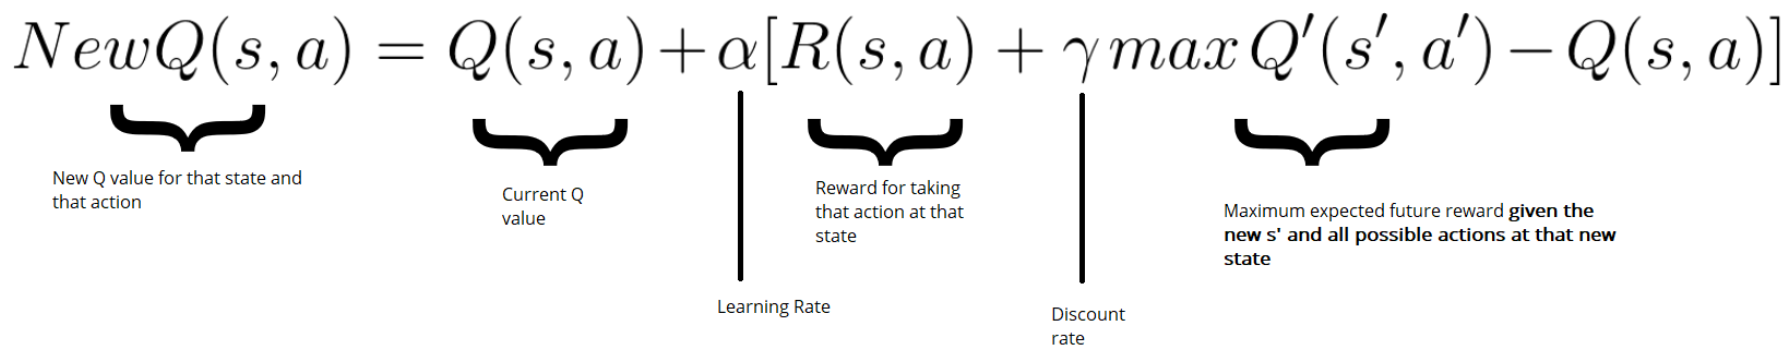 NewQ(s, a) = Q(s, a) + α[R(s, a) + γmaxQ′(s′, a′) − Q(s, a)]
New Q value for that state and
that action
Current Q
value
Learning Rate
Reward for taking
that action at that
state
Discount
rate
Maximum expected future reward given the
new s' and all possible actions at that new
state